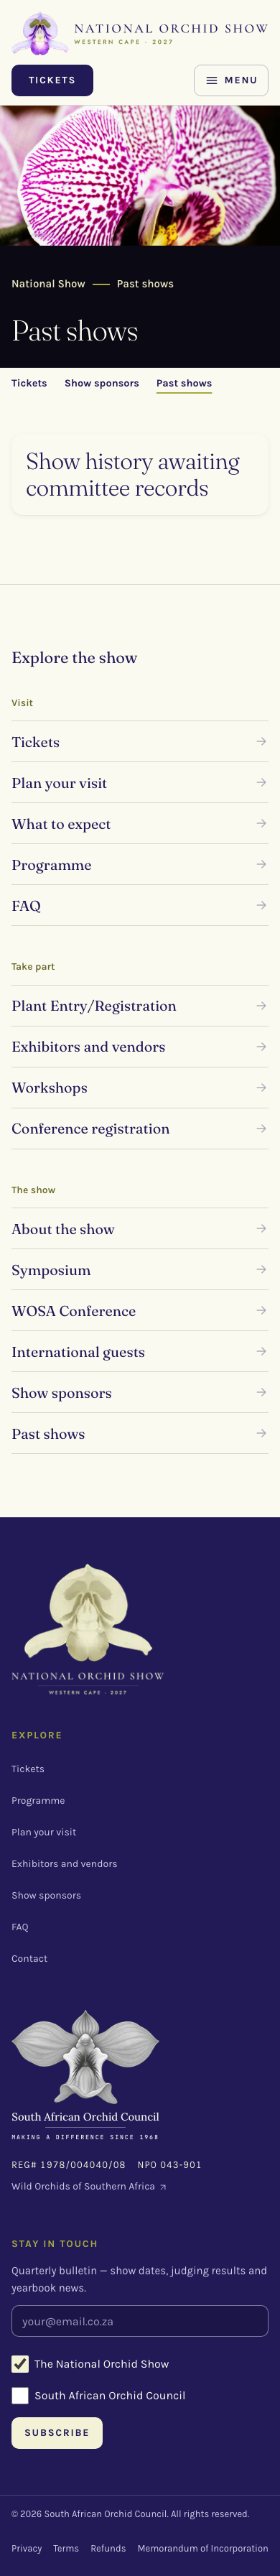 NATIONAL ORCHID SHOW
WESTERN CAPE · 2027
TICKETS
MENU
National Show — Past shows
Past shows
Tickets Show sponsors Past shows
Show history awaiting
committee records
Explore the show
Visit
Tickets
Plan your visit
What to expect
Programme
FAQ
Take part
Plant Entry/Registration
Exhibitors and vendors
Workshops
Conference registration
The show
About the show
Symposium
WOSA Conference
International guests
Show sponsors
Past shows
NATIONAL ORCHID SHOW
WESTERN CAPE · 2027
EXPLORE
Tickets
Programme
Plan your visit
Exhibitors and vendors
Show sponsors
FAQ
Contact
South African Orchid Council
MAKING A DIFFERENCE SINCE 1968
REG# 1978/004040/08 NPO 043-901
Wild Orchids of Southern Africa ↗
STAY IN TOUCH
Quarterly bulletin — show dates, judging results and
yearbook news.
your@email.co.za
The National Orchid Show
South African Orchid Council
SUBSCRIBE
© 2026 South African Orchid Council. All rights reserved.
Privacy Terms Refunds Memorandum of Incorporation